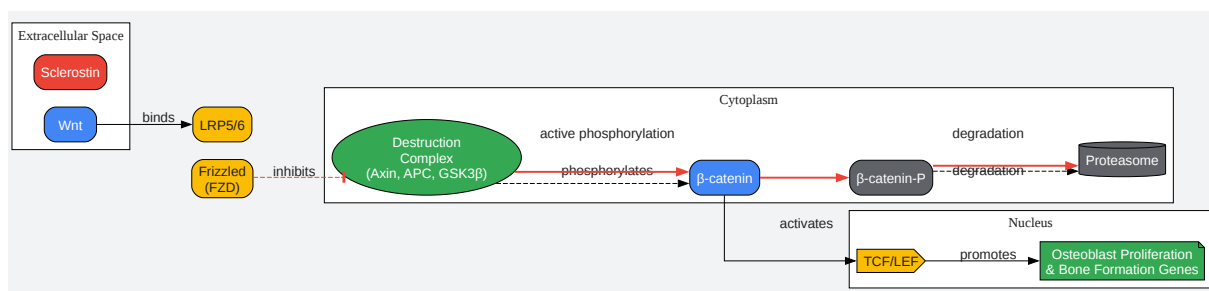 Extracellular Space
Sclerostin
Wnt
binds
LRP5/6
Frizzled
(FZD)
inhibits
Cytoplasm
Destruction
Complex
(Axin, APC, GSK3β)
active phosphorylation
phosphorylates
β-catenin
β-catenin-P
degradation
degradation
Proteasome
activates
Nucleus
TCF/LEF
promotes
Osteoblast Proliferation
& Bone Formation Genes